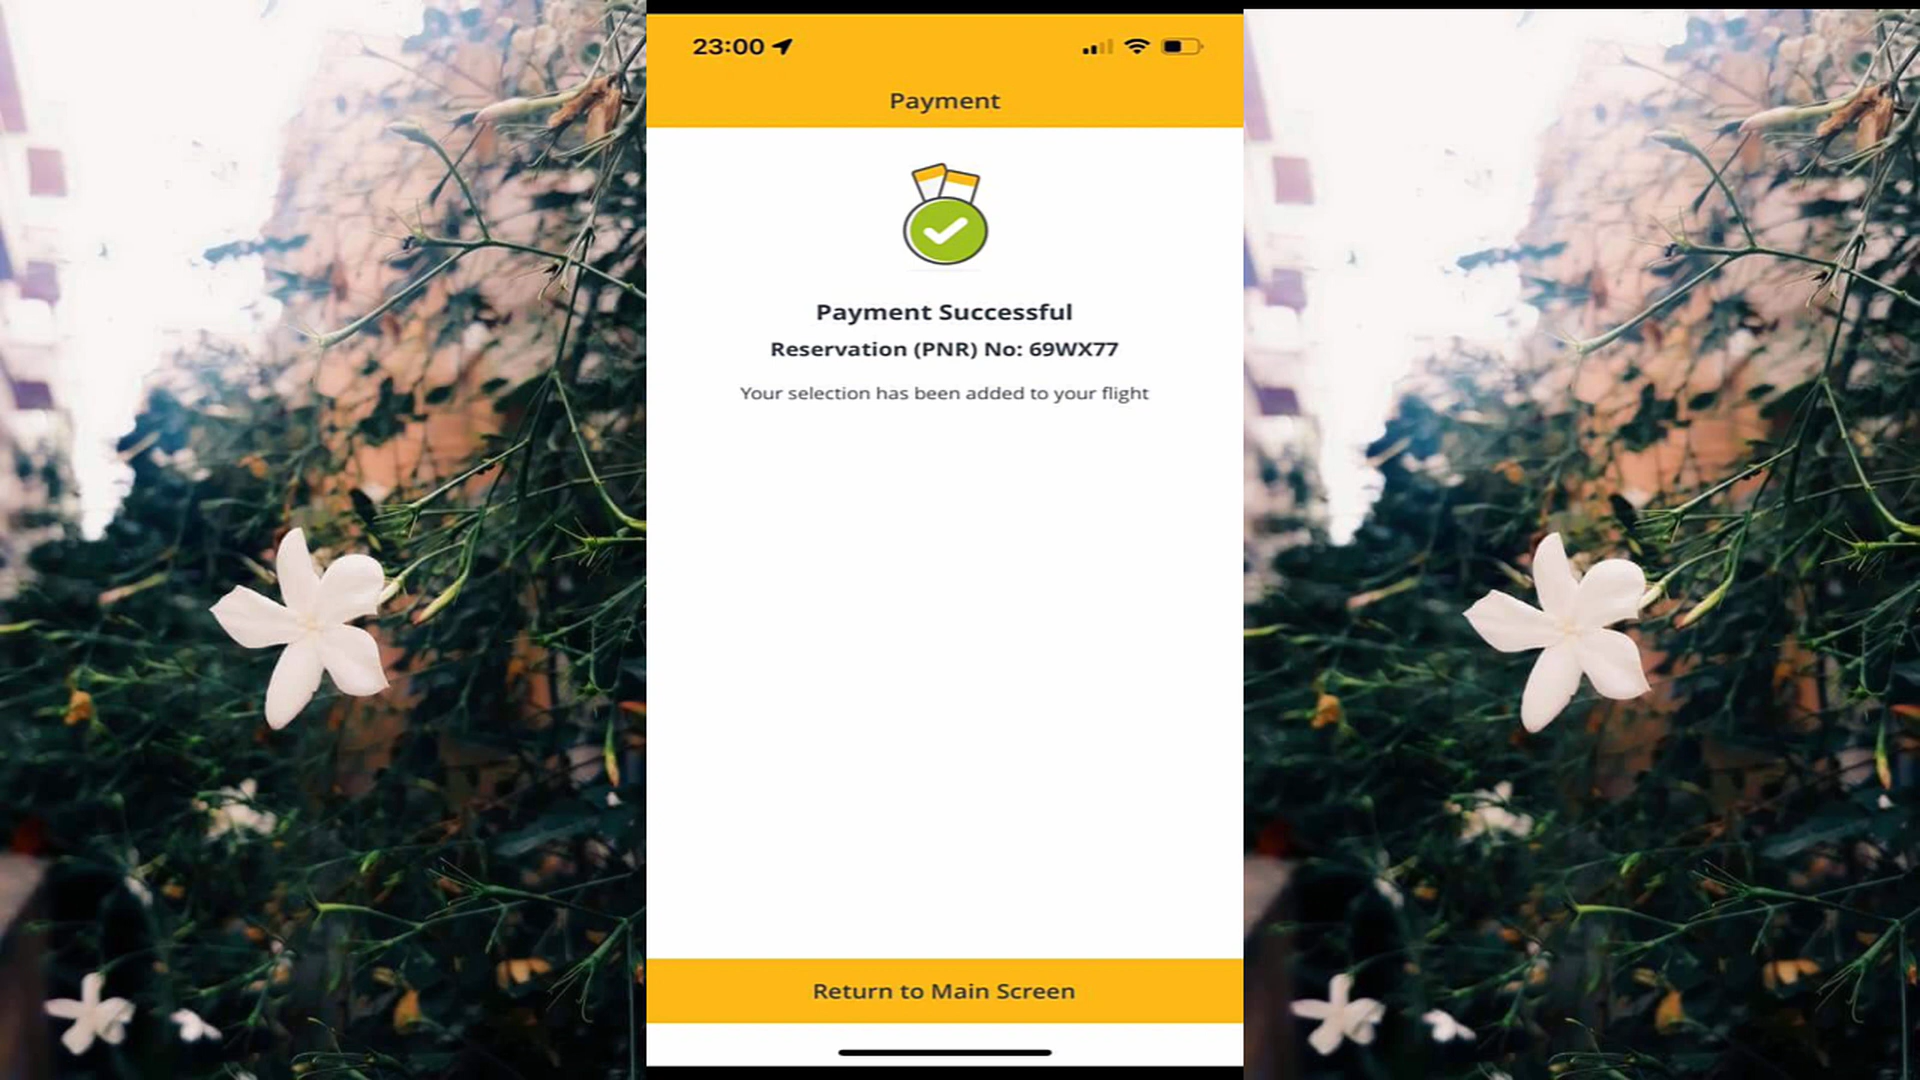 23:00
Payment
Payment Successful
Reservation (PNR) No: 69WX77
Your selection has been added to your flight
Return to Main Screen